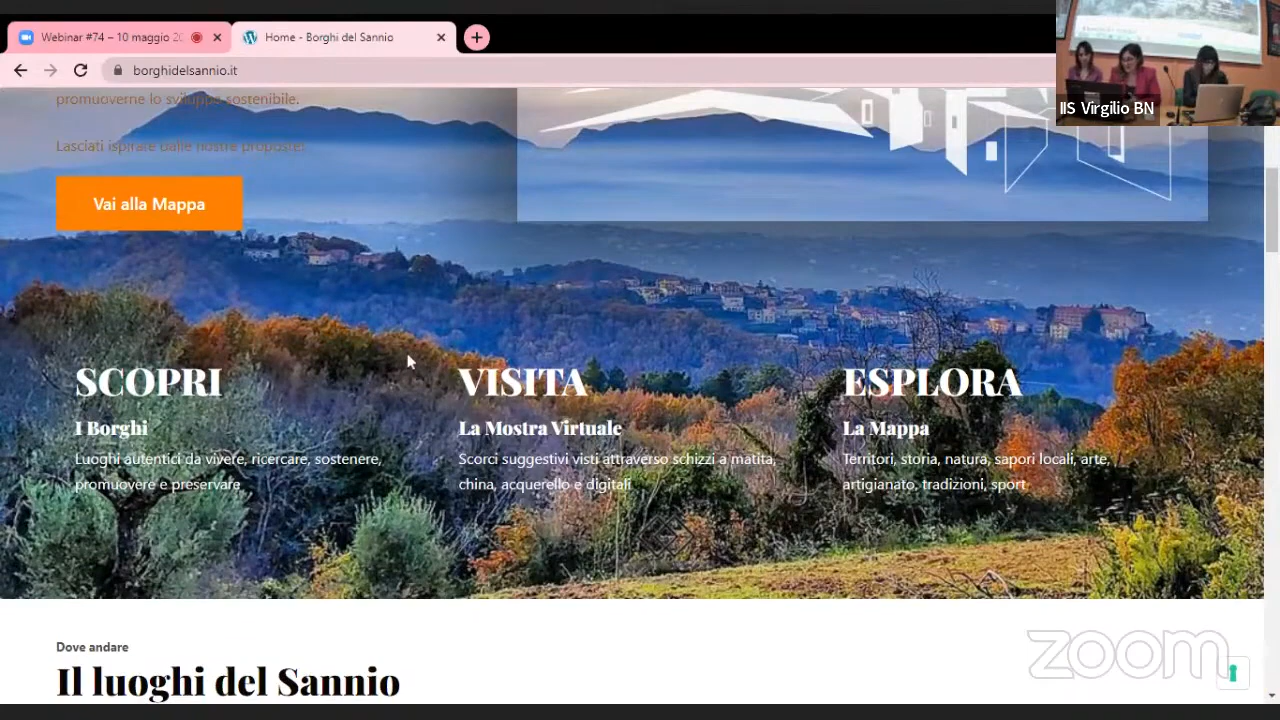 Webinar #74 – 10 maggio 20
Home - Borghi del Sannio
borghidelsannio.it
IIS Virgilio BN
promuoverne lo sviluppo sostenibile.
Lasciati ispirare dalle nostre proposte!
Vai alla Mappa
SCOPRI
I Borghi
Luoghi autentici da vivere, ricercare, sostenere,
promuovere e preservare
VISITA
La Mostra Virtuale
Scorci suggestivi visti attraverso schizzi a matita,
china, acquerello e digitali
ESPLORA
La Mappa
Territori, storia, natura, sapori locali, arte,
artigianato, tradizioni, sport
Dove andare
Il luoghi del Sannio
zoom